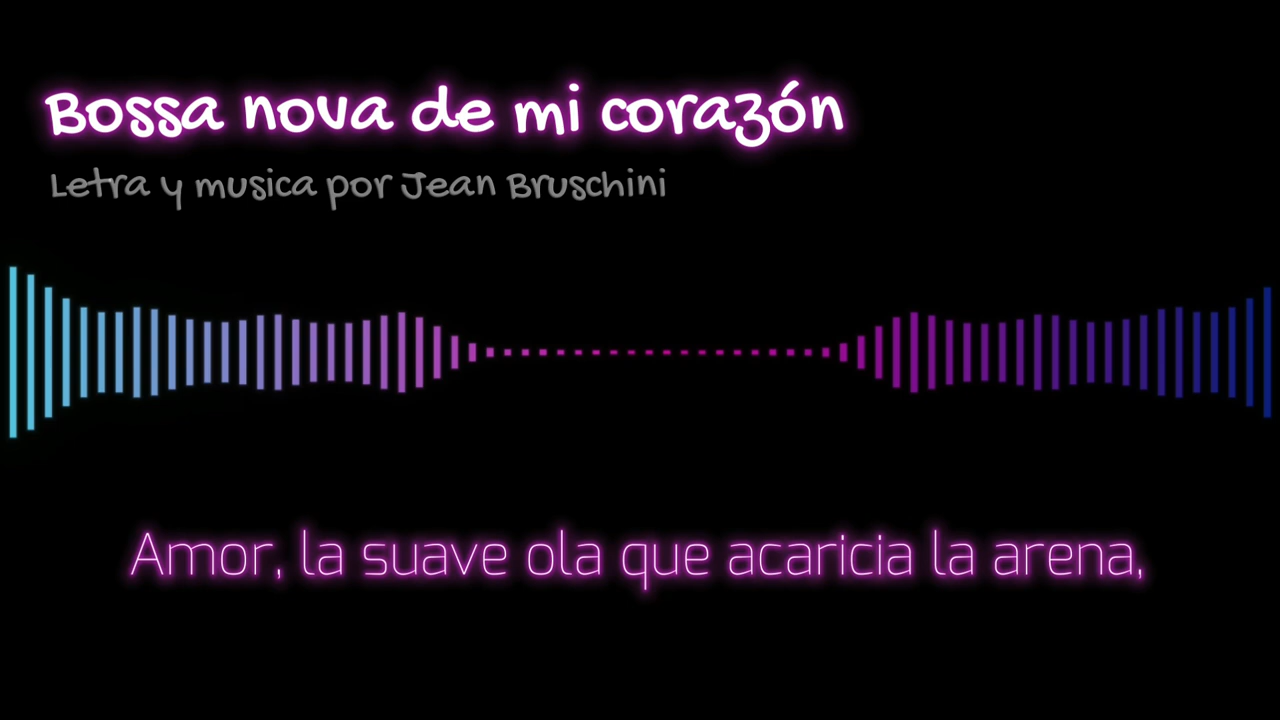 Bossa nova de mi corazón
Letra y musica por Jean Bruschini
Amor, la suave ola que acaricia la arena,